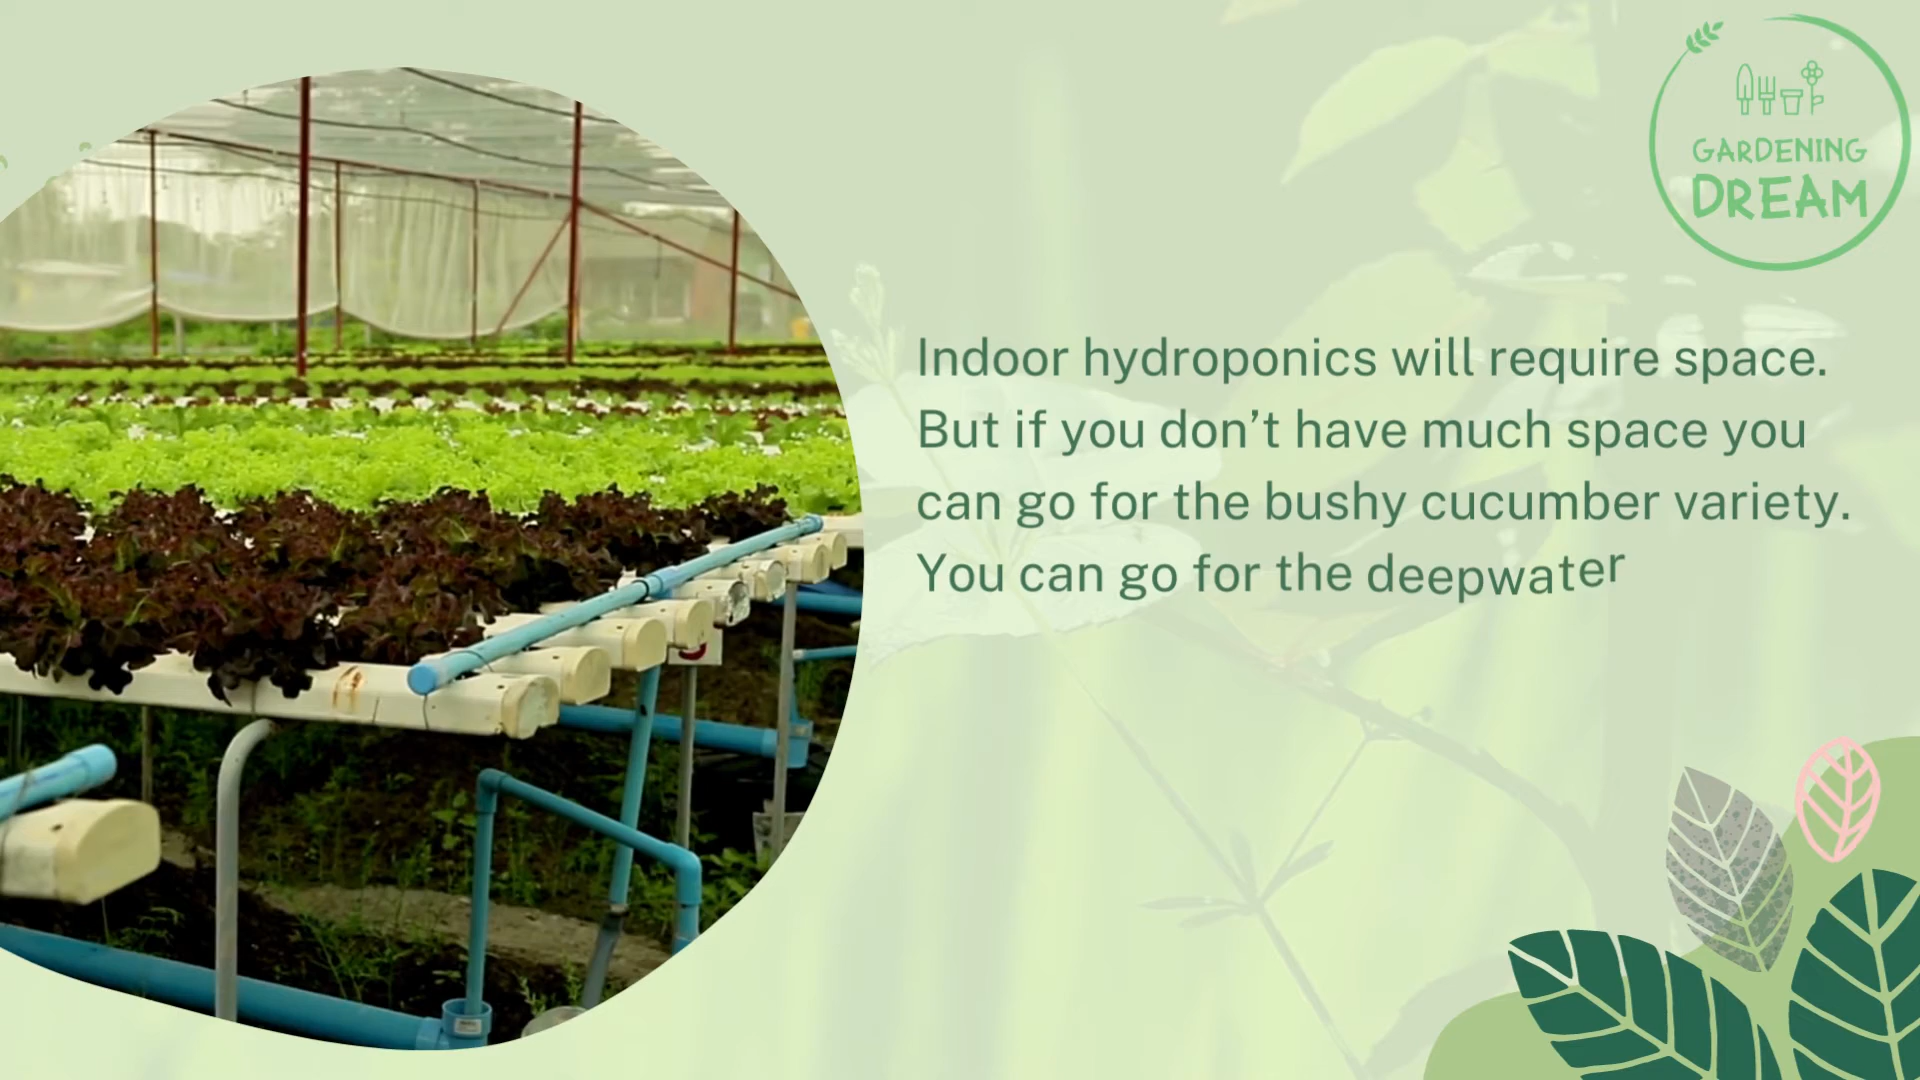 GARDENING
DREAM
Indoor hydroponics will require space.
But if you don’t have much space you
can go for the bushy cucumber variety.
You can go for the deepwater